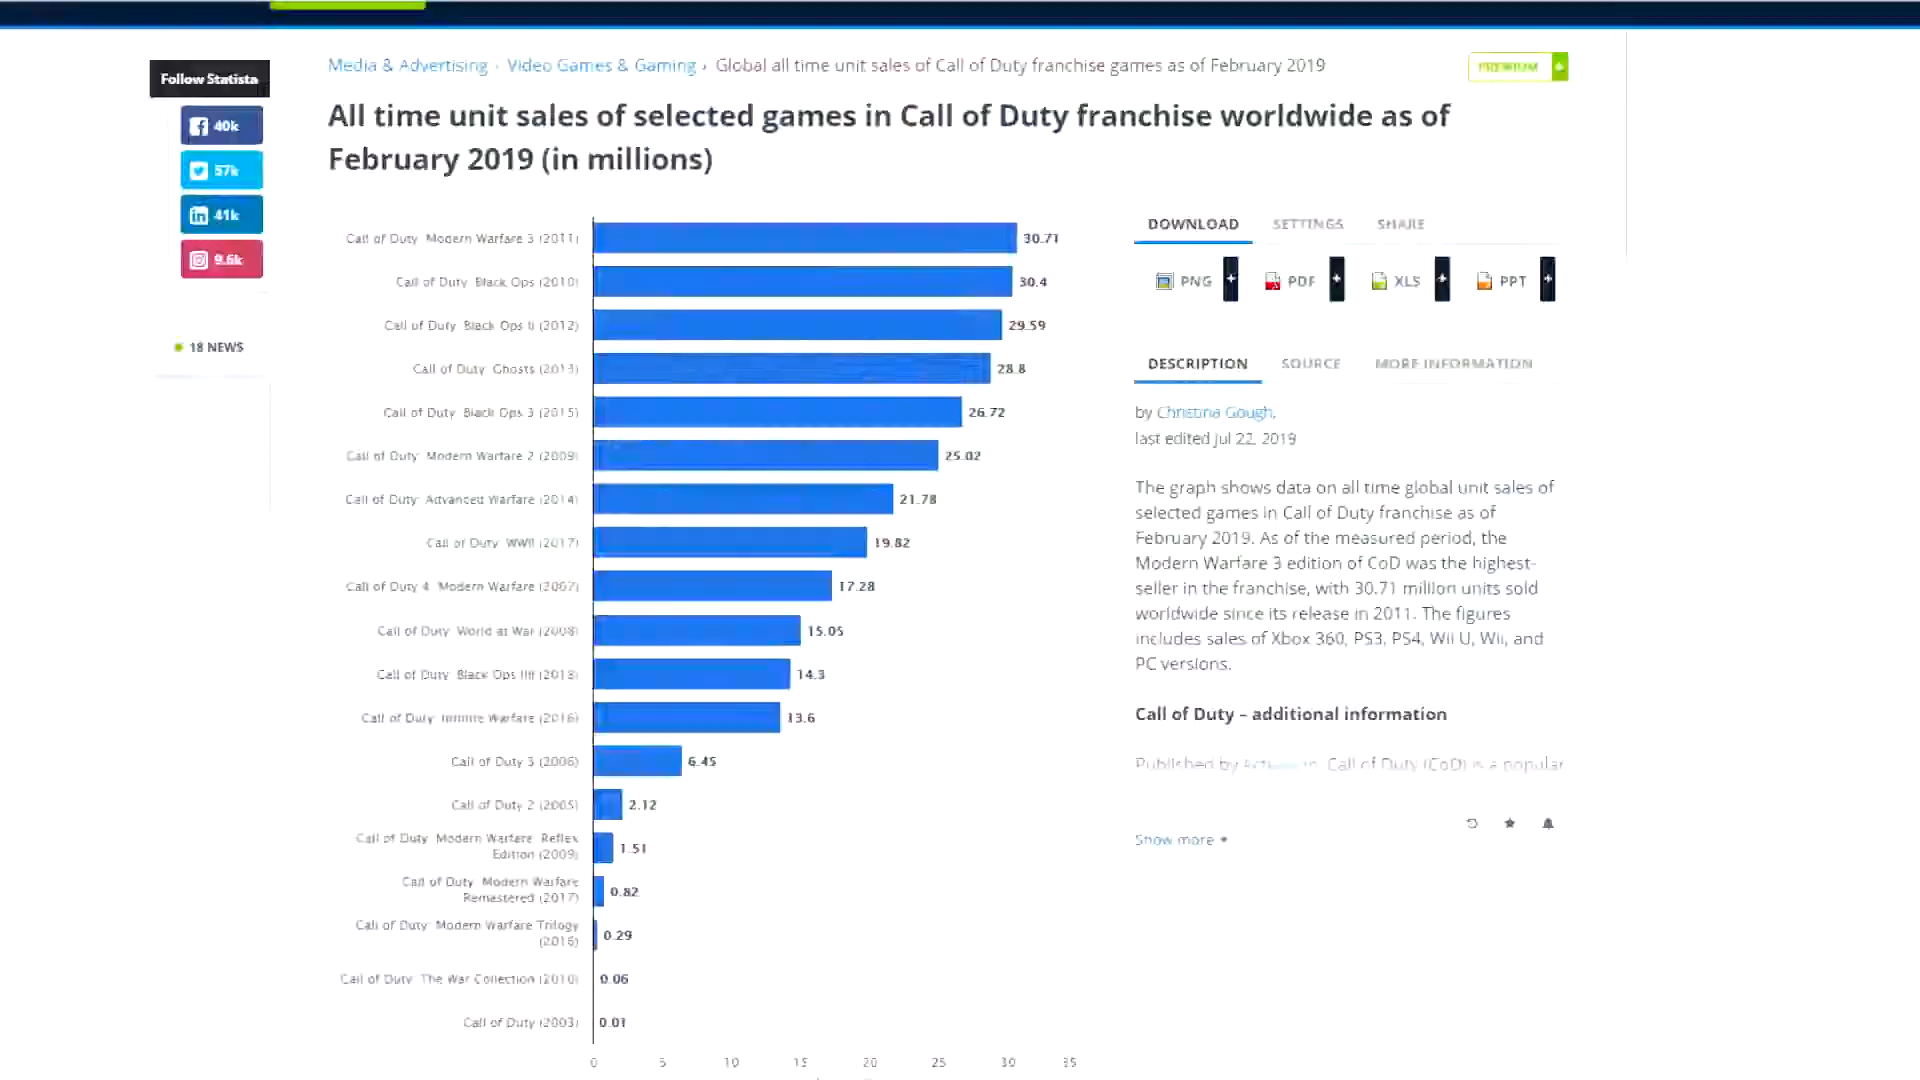 Media & Advertising › Video Games & Gaming › Global all time unit sales of Call of Duty franchise games as of February 2019
PREMIUM +
Follow Statista
All time unit sales of selected games in Call of Duty franchise worldwide as of
February 2019 (in millions)
40k
57k
41k
9.6k
18 NEWS
Call of Duty: Modern Warfare 3 (2011) 30.71
Call of Duty: Black Ops (2010) 30.4
Call of Duty: Black Ops II (2012) 29.59
Call of Duty: Ghosts (2013) 28.8
Call of Duty: Black Ops 3 (2015) 26.72
Call of Duty: Modern Warfare 2 (2009) 25.02
Call of Duty: Advanced Warfare (2014) 21.78
Call of Duty: WWII (2017) 19.82
Call of Duty 4: Modern Warfare (2007) 17.28
Call of Duty: World at War (2008) 15.05
Call of Duty: Black Ops IIII (2018) 14.3
Call of Duty: Infinite Warfare (2016) 13.6
Call of Duty 3 (2006) 6.45
Call of Duty 2 (2005) 2.12
Call of Duty: Modern Warfare: Reflex
Edition (2009) 1.51
Call of Duty: Modern Warfare
Remastered (2017) 0.82
Call of Duty: Modern Warfare Trilogy
(2016) 0.29
Call of Duty: The War Collection (2010) 0.06
Call of Duty (2003) 0.01
0 5 10 15 20 25 30 35
DOWNLOAD SETTINGS SHARE
PNG + PDF + XLS + PPT +
DESCRIPTION SOURCE MORE INFORMATION
by Christina Gough,
last edited Jul 22, 2019
The graph shows data on all time global unit sales of
selected games in Call of Duty franchise as of
February 2019. As of the measured period, the
Modern Warfare 3 edition of CoD was the highest-
seller in the franchise, with 30.71 million units sold
worldwide since its release in 2011. The figures
includes sales of Xbox 360, PS3, PS4, Wii U, Wii, and
PC versions.
Call of Duty – additional information
Published by Activision, Call of Duty (CoD) is a popular
Show more